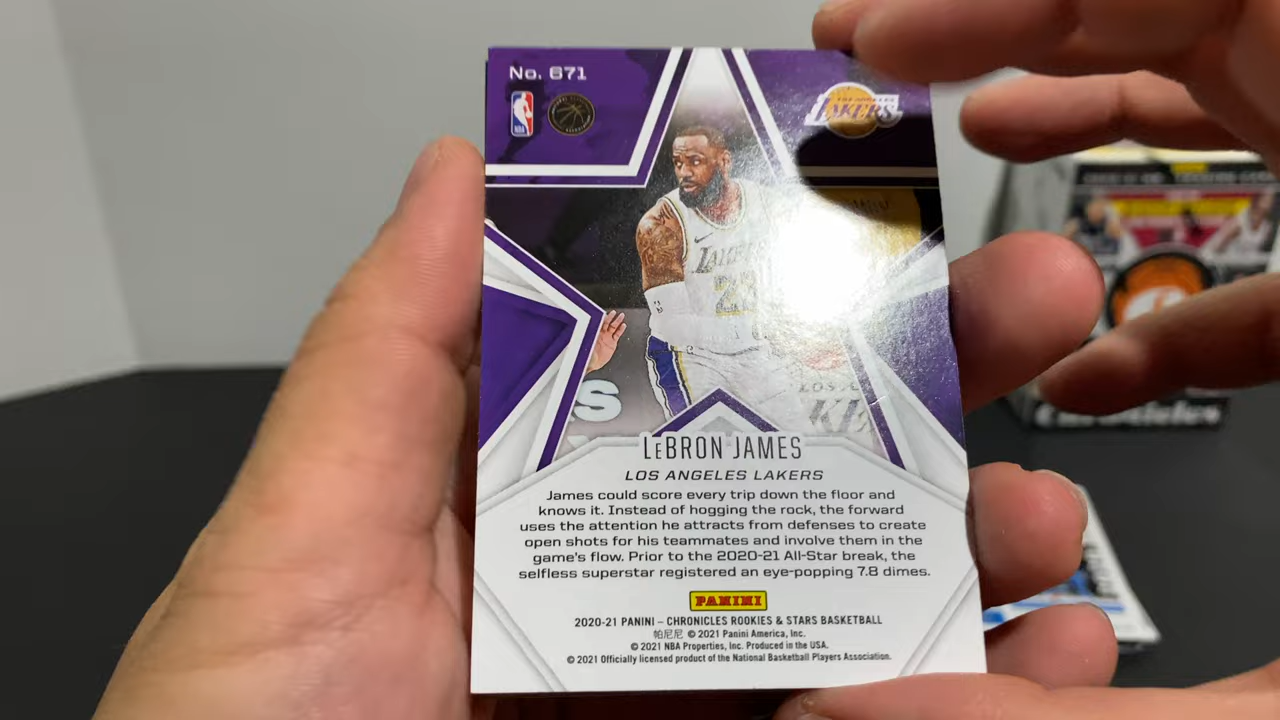 No. 671
NBA
LAKERS
LAKERS
23
S
LeBRON JAMES
LOS ANGELES LAKERS
James could score every trip down the floor and
knows it. Instead of hogging the rock, the forward
uses the attention he attracts from defenses to create
open shots for his teammates and involve them in the
game's flow. Prior to the 2020-21 All-Star break, the
selfless superstar registered an eye-popping 7.8 dimes.
PANINI
2020-21 PANINI – CHRONICLES ROOKIES & STARS BASKETBALL
帕尼尼 © 2021 Panini America, Inc.
© 2021 NBA Properties, Inc. Produced in the USA.
© 2021 Officially licensed product of the National Basketball Players Association.
Chronicles